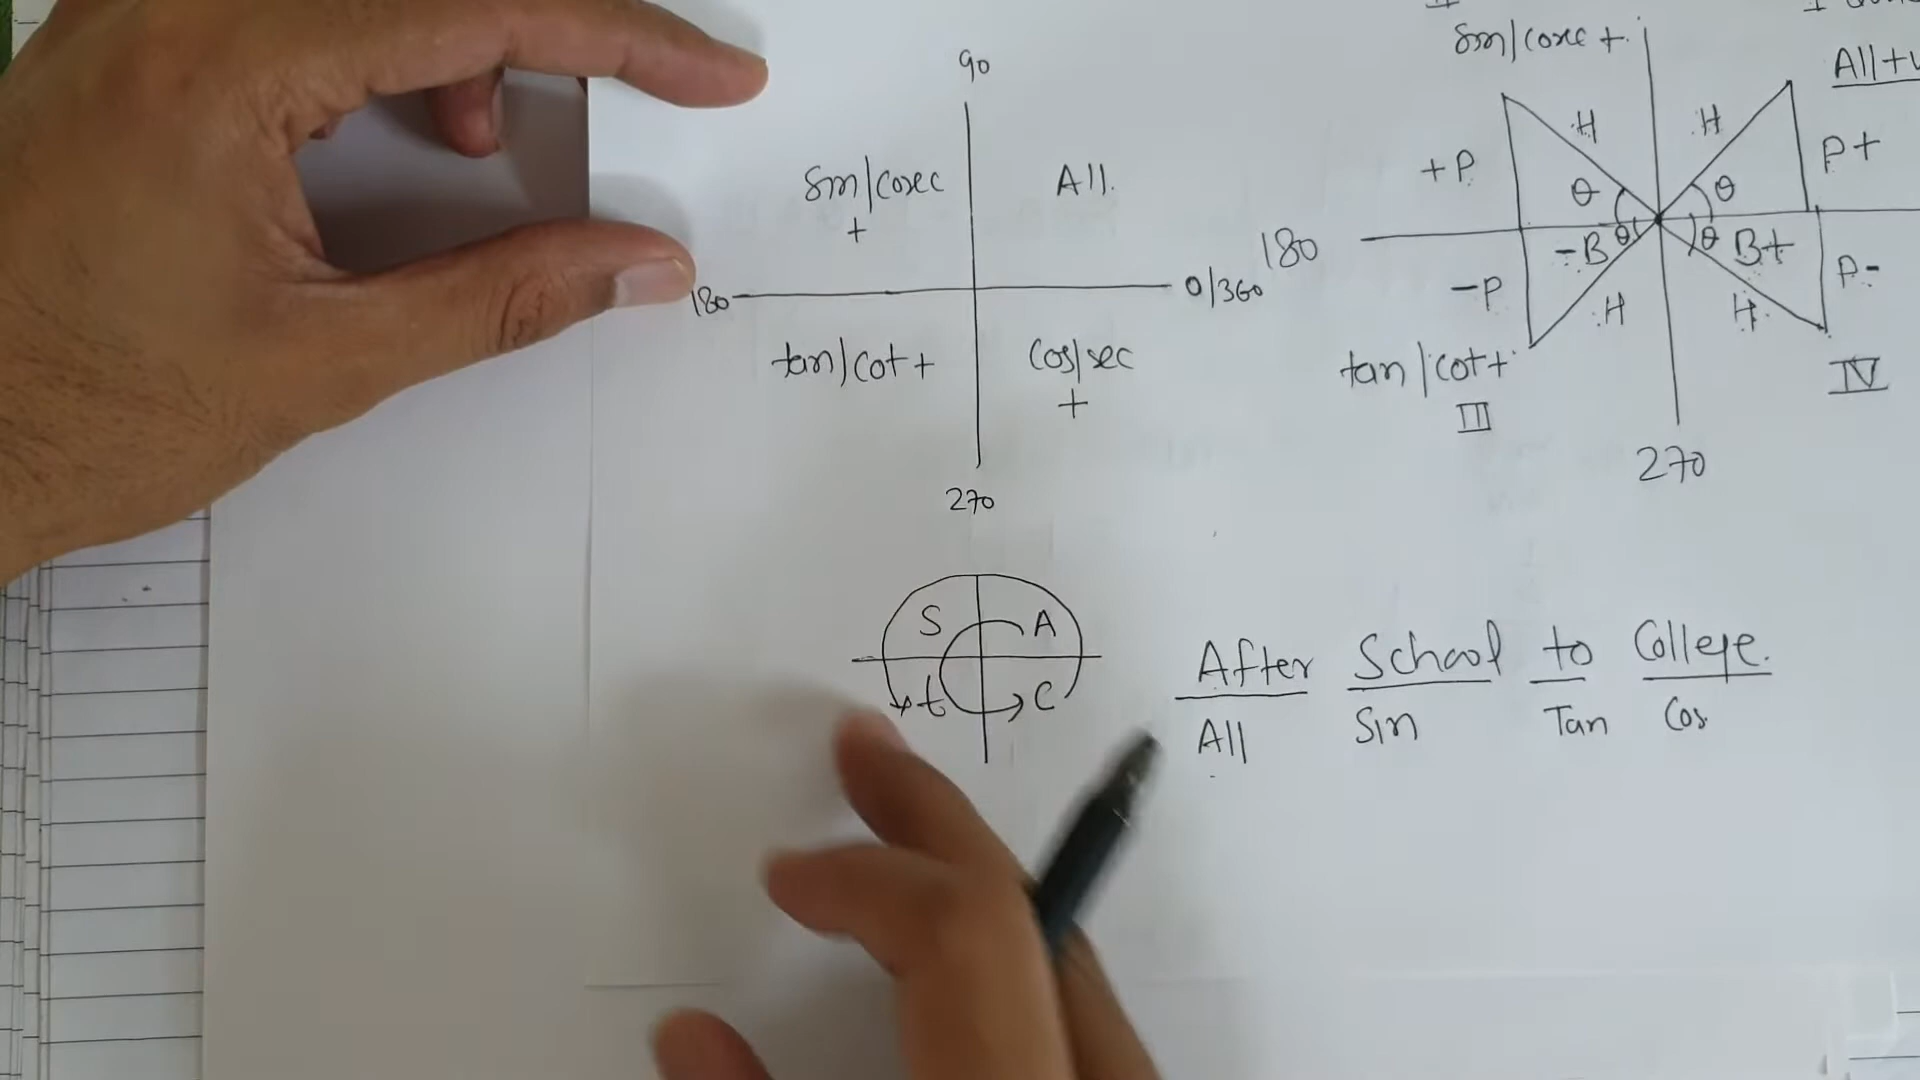 90
Sin/cosec
+
All.
180
0/360
tan/cot +
cos/sec
+
270
S
A
t
C
After School to College.
All Sin Tan Cos
Sin/cosec +
All+v
+P
H
H
P+
θ
θ
180
-B
θ
θ
B+
-P
H
H
P-
tan/cot+
III
IV
270